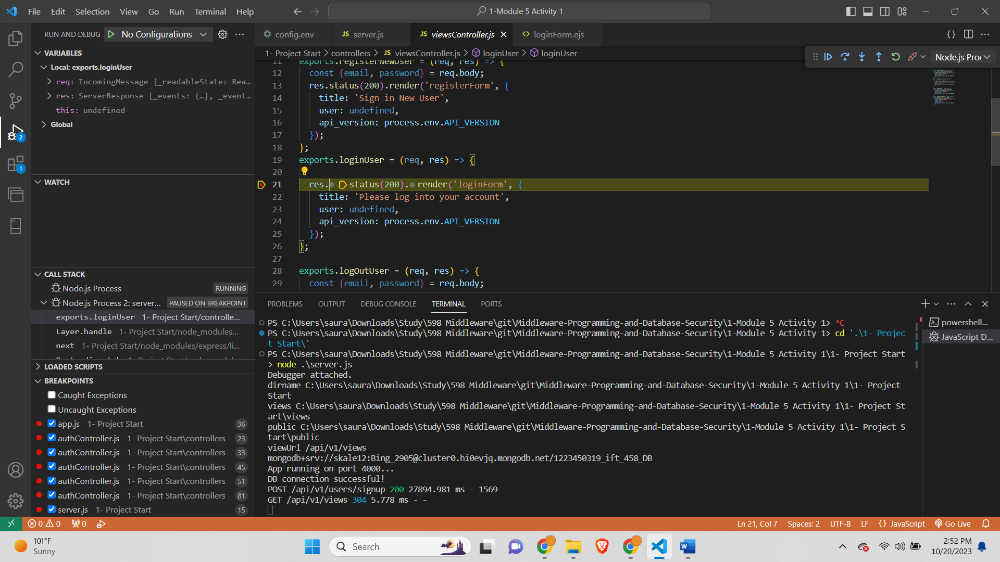 File Edit Selection View Go Run Terminal Help
1-Module 5 Activity 1
RUN AND DEBUG No Configurations
config.env
JS server.js
JS viewsController.js
<> loginForm.ejs
1- Project Start > controllers > JS viewsController.js > loginUser > loginUser
Node.js Proc
VARIABLES
Local: exports.loginUser
req: IncomingMessage {_readableState: Rea…
res: ServerResponse {_events: {…}, _event…
this: undefined
Global
WATCH
CALL STACK
Node.js Process RUNNING
Node.js Process 2: server... PAUSED ON BREAKPOINT
exports.loginUser 1- Project Start/controlle...
Layer.handle 1- Project Start/node_modules...
next 1- Project Start/node_modules/express/li...
LOADED SCRIPTS
BREAKPOINTS
Caught Exceptions
Uncaught Exceptions
app.js 1- Project Start 36
authController.js 1- Project Start\controllers 23
authController.js 1- Project Start\controllers 33
authController.js 1- Project Start\controllers 45
authController.js 1- Project Start\controllers 51
authController.js 1- Project Start\controllers 81
server.js 1- Project Start 15
2
1
11 exports.registerNewUser = (req, res) => {
12 const {email, password} = req.body;
13 res.status(200).render('registerForm', {
14 title: 'Sign in New User',
15 user: undefined,
16 api_version: process.env.API_VERSION
17 });
18 };
19 exports.loginUser = (req, res) => {
20
21 res.status(200).render('loginForm', {
22 title: 'Please log into your account',
23 user: undefined,
24 api_version: process.env.API_VERSION
25 });
26 };
27
28 exports.logOutUser = (req, res) => {
29 const {email, password} = req.body;
PROBLEMS OUTPUT DEBUG CONSOLE TERMINAL PORTS
PS C:\Users\saura\Downloads\Study\598 Middleware\git\Middleware-Programming-and-Database-Security\1-Module 5 Activity 1> ^C
PS C:\Users\saura\Downloads\Study\598 Middleware\git\Middleware-Programming-and-Database-Security\1-Module 5 Activity 1> cd '.\1- Projec
t Start\'
PS C:\Users\saura\Downloads\Study\598 Middleware\git\Middleware-Programming-and-Database-Security\1-Module 5 Activity 1\1- Project Start
> node .\server.js
Debugger attached.
dirname C:\Users\saura\Downloads\Study\598 Middleware\git\Middleware-Programming-and-Database-Security\1-Module 5 Activity 1\1- Project
Start
views C:\Users\saura\Downloads\Study\598 Middleware\git\Middleware-Programming-and-Database-Security\1-Module 5 Activity 1\1- Project St
art\views
public C:\Users\saura\Downloads\Study\598 Middleware\git\Middleware-Programming-and-Database-Security\1-Module 5 Activity 1\1- Project S
tart\public
viewUrl /api/v1/views
mongodb+srv://skale12:Bing_2905@cluster0.hi0evjq.mongodb.net/1223450319_ift_458_DB
App running on port 4000...
DB connection successful!
POST /api/v1/users/signup 200 27894.981 ms - 1569
GET /api/v1/views 304 5.778 ms - -
powershell...
JavaScript D...
0 0 0
Ln 21, Col 7 Spaces: 2 UTF-8 LF {} JavaScript Go Live
101°F
Sunny
Search
2:52 PM
10/20/2023